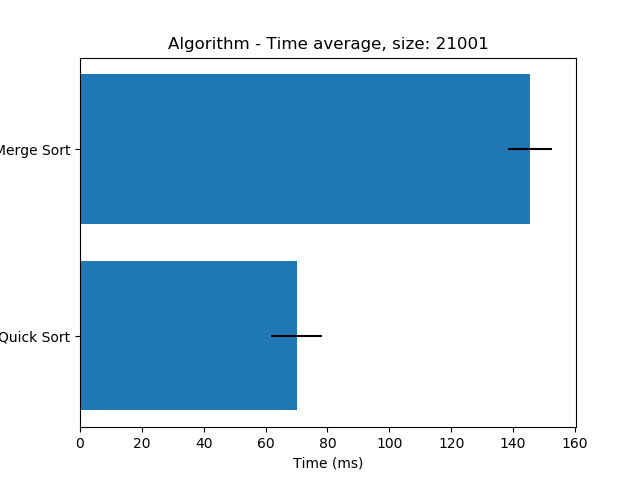 Algorithm - Time average, size: 21001
Merge Sort
Quick Sort
0 20 40 60 80 100 120 140 160
Time (ms)